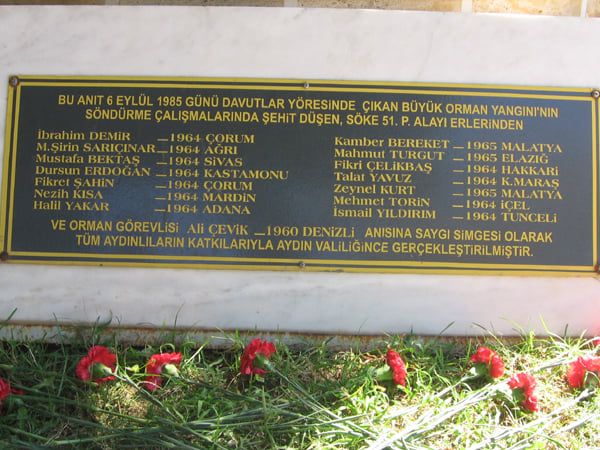 BU ANIT 6 EYLÜL 1985 GÜNÜ DAVUTLAR YÖRESİNDE ÇIKAN BÜYÜK ORMAN YANGINI'NIN
SÖNDÜRME ÇALIŞMALARINDA ŞEHİT DÜŞEN, SÖKE 51. P. ALAYI ERLERİNDEN
İbrahim DEMİR —1964 ÇORUM
M.Şirin SARIÇINAR—1964 AĞRI
Mustafa BEKTAŞ —1964 SİVAS
Dursun ERDOĞAN —1964 KASTAMONU
Fikret ŞAHİN —1964 ÇORUM
Nezih KISA —1964 MARDİN
Halil YAKAR —1964 ADANA
Kamber BEREKET —1965 MALATYA
Mahmut TURGUT —1965 ELAZIĞ
Fikri ÇELİKBAŞ —1964 HAKKARİ
Talat YAVUZ —1964 K.MARAŞ
Zeynel KURT —1965 MALATYA
Mehmet TORİN —1964 İÇEL
İsmail YILDIRIM —1964 TUNCELİ
VE ORMAN GÖREVLİSİ Ali ÇEVİK —1960 DENİZLİ ANISINA SAYGI SİMGESİ OLARAK
TÜM AYDINLILARIN KATKILARIYLA AYDIN VALİLİĞİNCE GERÇEKLEŞTİRİLMİŞTİR.